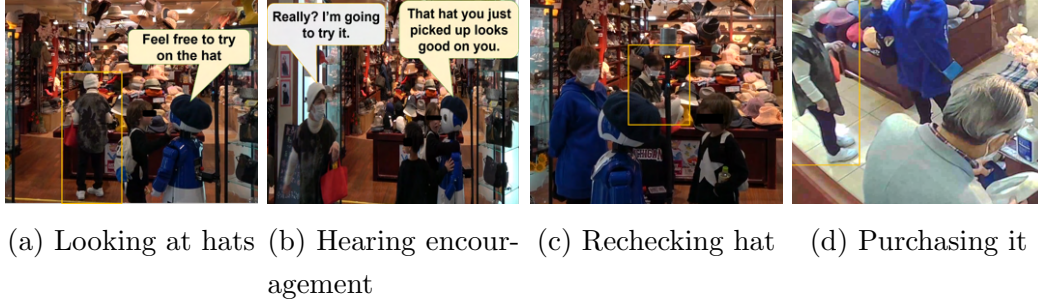 Feel free to try
on the hat
Really? I'm going
to try it.
That hat you just
picked up looks
good on you.
(a) Looking at hats
(b) Hearing encour-
agement
(c) Rechecking hat
(d) Purchasing it